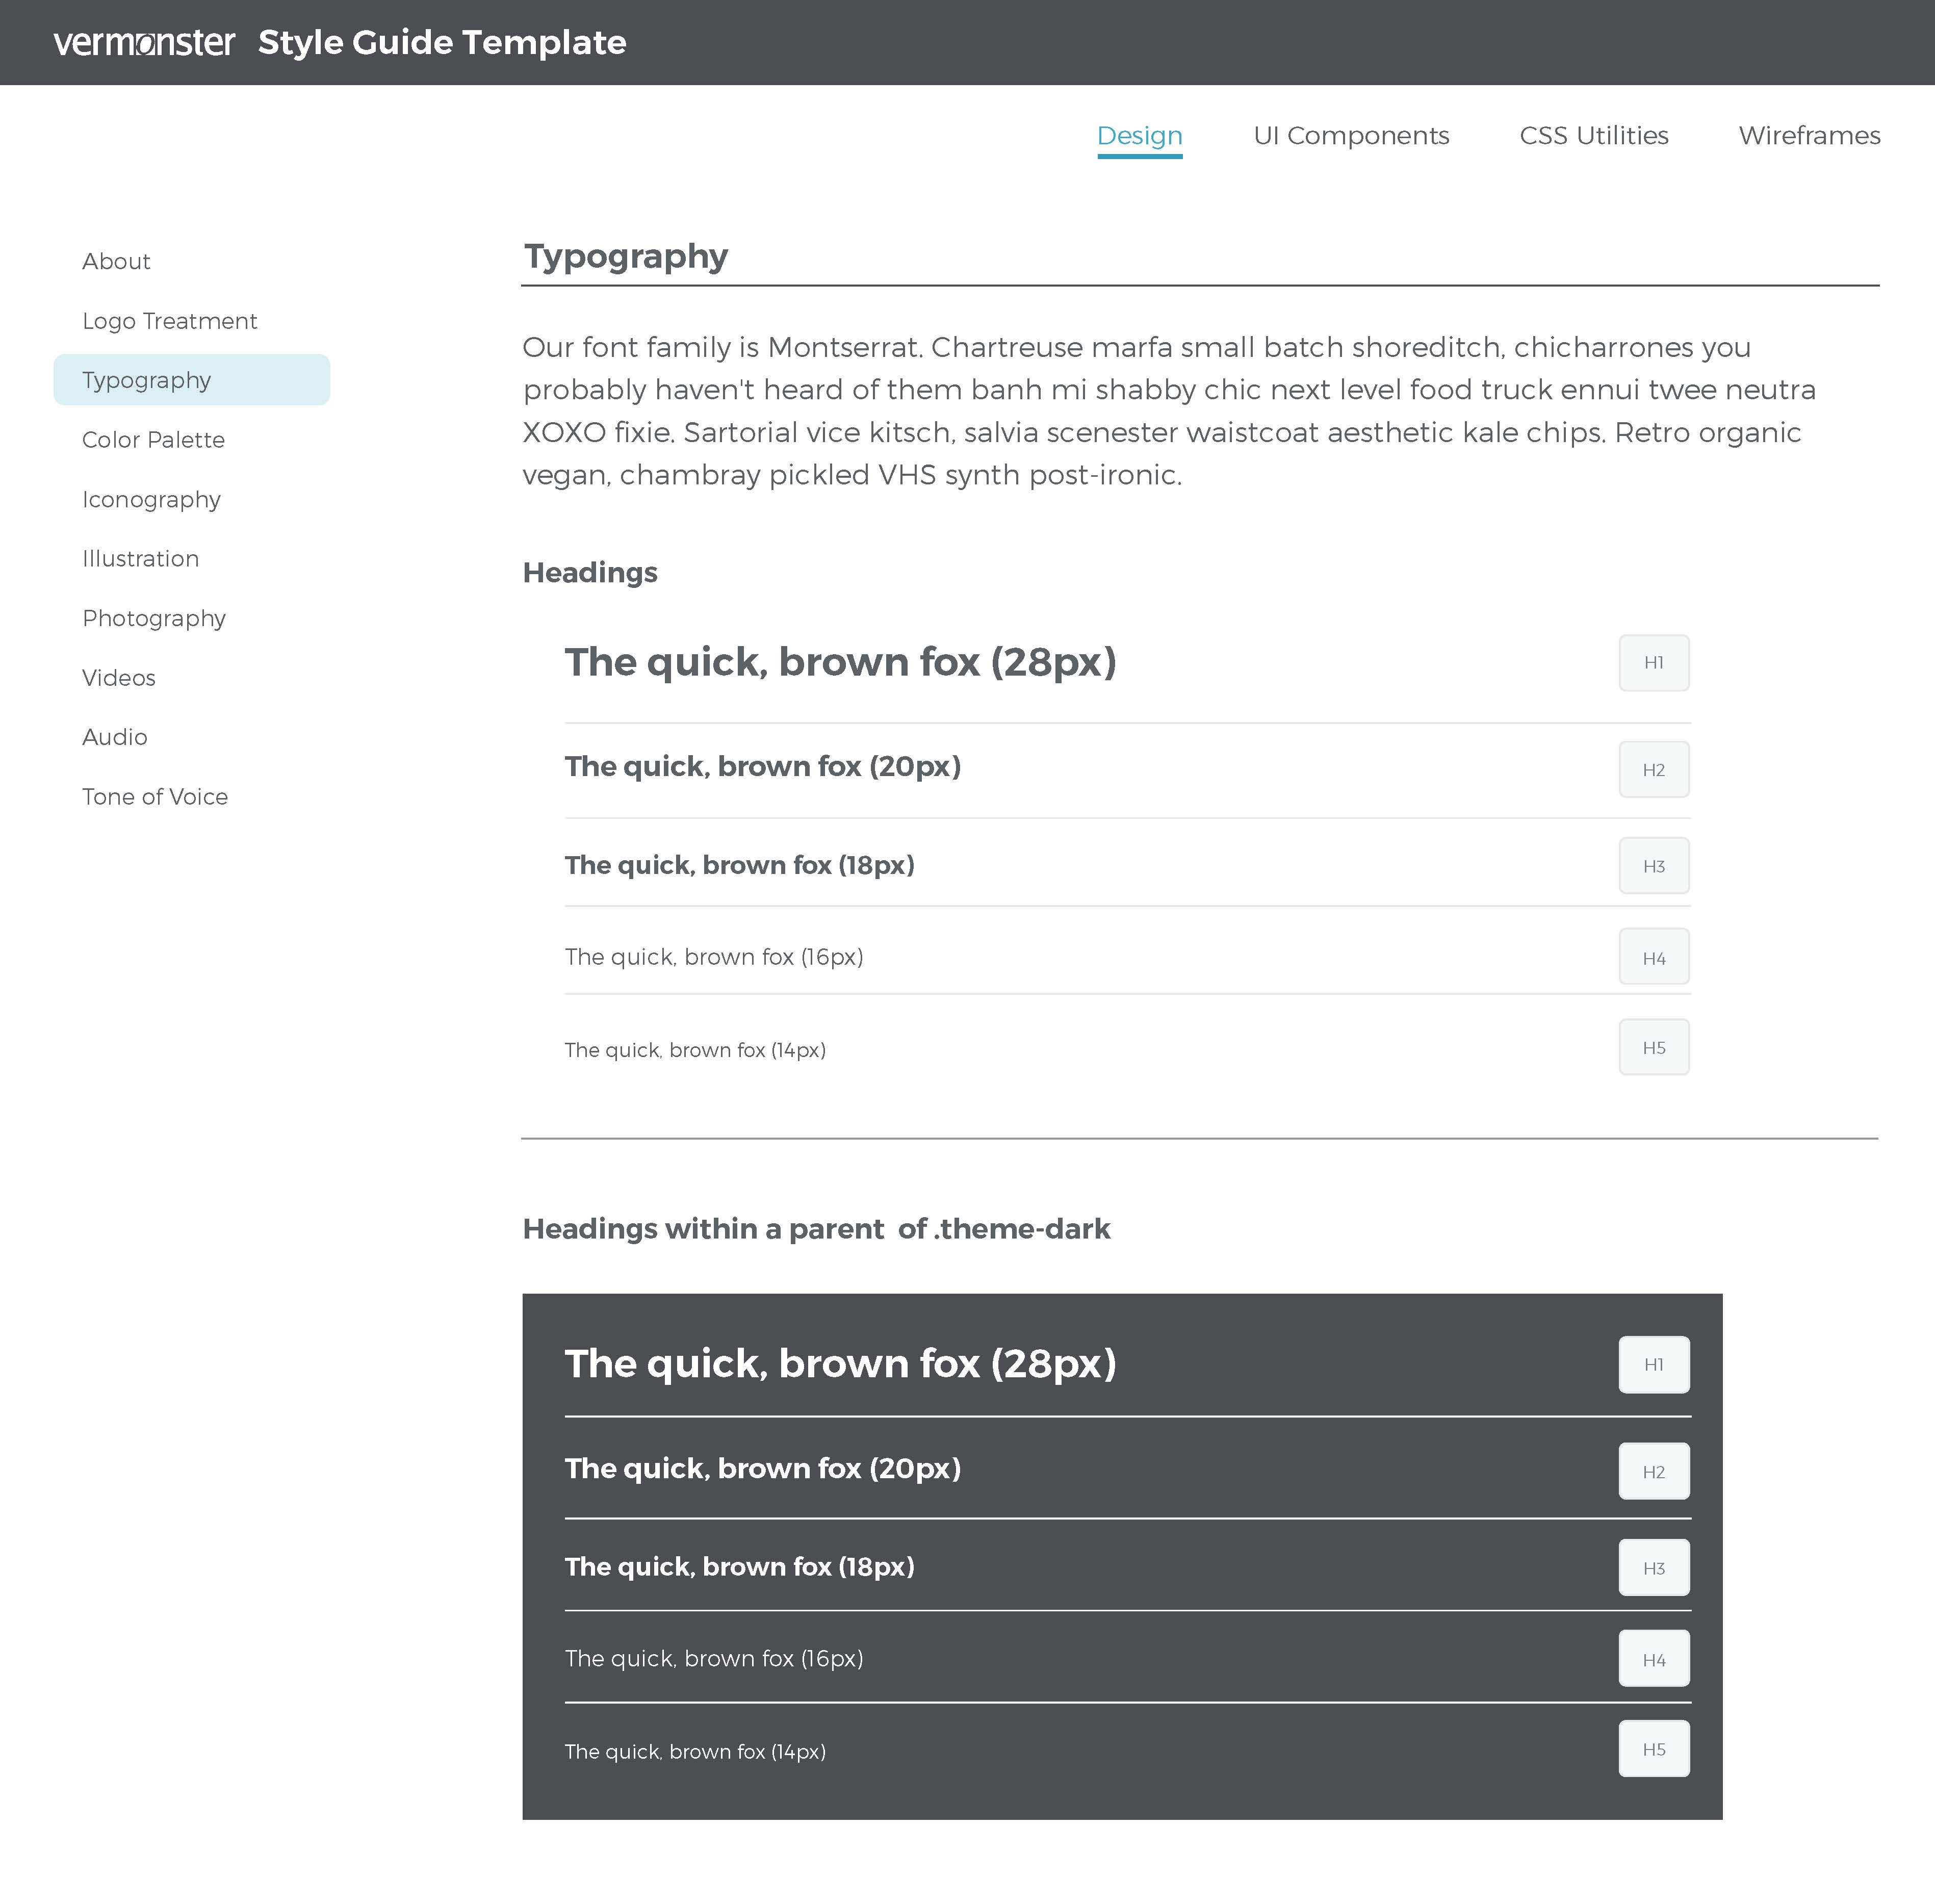 vermonster Style Guide Template
Design UI Components CSS Utilities Wireframes
About
Logo Treatment
Typography
Color Palette
Iconography
Illustration
Photography
Videos
Audio
Tone of Voice
Typography
Our font family is Montserrat. Chartreuse marfa small batch shoreditch, chicharrones you
probably haven't heard of them banh mi shabby chic next level food truck ennui twee neutra
XOXO fixie. Sartorial vice kitsch, salvia scenester waistcoat aesthetic kale chips. Retro organic
vegan, chambray pickled VHS synth post-ironic.
Headings
The quick, brown fox (28px) H1
The quick, brown fox (20px) H2
The quick, brown fox (18px) H3
The quick, brown fox (16px) H4
The quick, brown fox (14px) H5
Headings within a parent of .theme-dark
The quick, brown fox (28px) H1
The quick, brown fox (20px) H2
The quick, brown fox (18px) H3
The quick, brown fox (16px) H4
The quick, brown fox (14px) H5